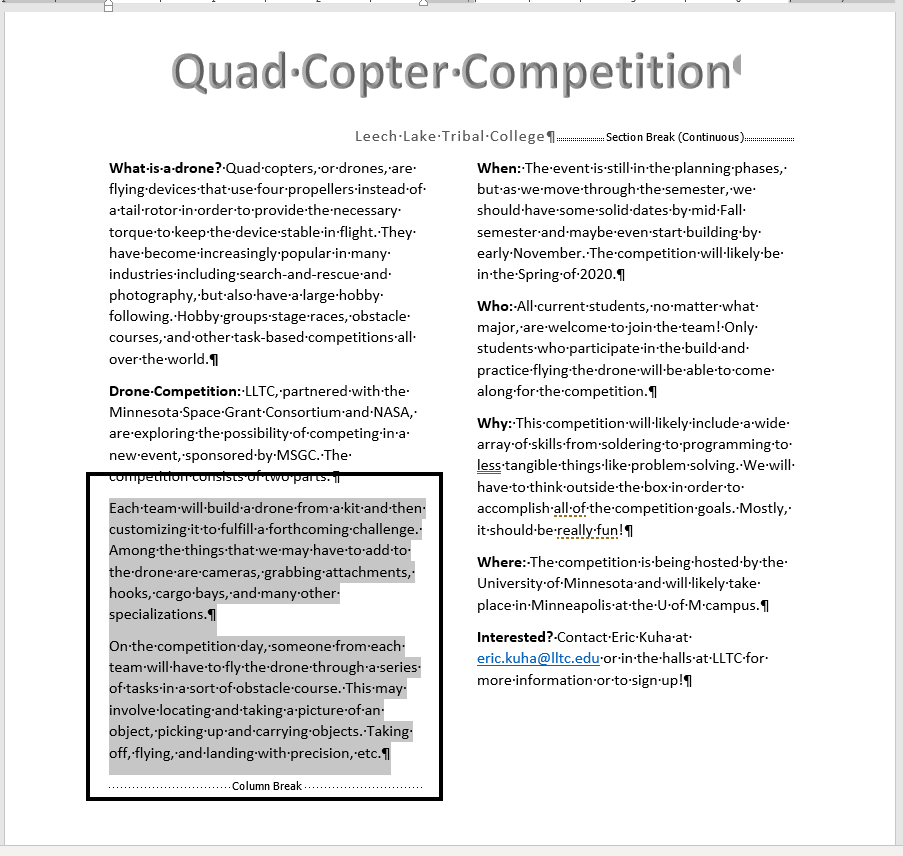 Quad·Copter·Competition¶
Leech·Lake·Tribal·College¶ Section Break (Continuous)
What·is·a·drone?·Quad·copters,·or·drones,·are·
flying·devices·that·use·four·propellers·instead·of·
a·tail·rotor·in·order·to·provide·the·necessary·
torque·to·keep·the·device·stable·in·flight.·They·
have·become·increasingly·popular·in·many·
industries·including·search-and-rescue·and·
photography,·but·also·have·a·large·hobby·
following.·Hobby·groups·stage·races,·obstacle·
courses,·and·other·task-based·competitions·all·
over·the·world.¶
Drone·Competition:·LLTC,·partnered·with·the·
Minnesota·Space·Grant·Consortium·and·NASA,·
are·exploring·the·possibility·of·competing·in·a·
new·event,·sponsored·by·MSGC.·The·
competition·consists·of·two·parts.¶
Each·team·will·build·a·drone·from·a·kit·and·then·
customizing·it·to·fulfill·a·forthcoming·challenge.·
Among·the·things·that·we·may·have·to·add·to·
the·drone·are·cameras,·grabbing·attachments,·
hooks,·cargo·bays,·and·many·other·
specializations.¶
On·the·competition·day,·someone·from·each·
team·will·have·to·fly·the·drone·through·a·series·
of·tasks·in·a·sort·of·obstacle·course.·This·may·
involve·locating·and·taking·a·picture·of·an·
object,·picking·up·and·carrying·objects.·Taking·
off,·flying,·and·landing·with·precision,·etc.¶
Column Break
When:·The·event·is·still·in·the·planning·phases,·
but·as·we·move·through·the·semester,·we·
should·have·some·solid·dates·by·mid·Fall·
semester·and·maybe·even·start·building·by·
early·November.·The·competition·will·likely·be·
in·the·Spring·of·2020.¶
Who:·All·current·students,·no·matter·what·
major,·are·welcome·to·join·the·team!·Only·
students·who·participate·in·the·build·and·
practice·flying·the·drone·will·be·able·to·come·
along·for·the·competition.¶
Why:·This·competition·will·likely·include·a·wide·
array·of·skills·from·soldering·to·programming·to·
less·tangible·things·like·problem·solving.·We·will·
have·to·think·outside·the·box·in·order·to·
accomplish·all·of·the·competition·goals.·Mostly,·
it·should·be·really·fun!¶
Where:·The·competition·is·being·hosted·by·the·
University·of·Minnesota·and·will·likely·take·
place·in·Minneapolis·at·the·U·of·M·campus.¶
Interested?·Contact·Eric·Kuha·at·
eric.kuha@lltc.edu·or·in·the·halls·at·LLTC·for·
more·information·or·to·sign·up!¶